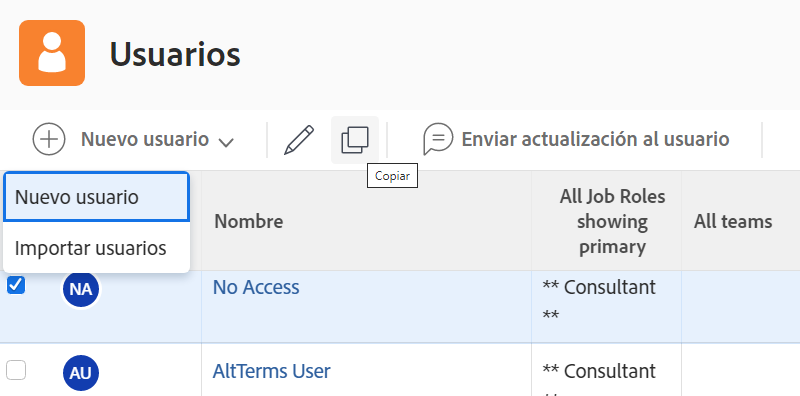 Usuarios
Nuevo usuario
Enviar actualización al usuario
Copiar
Nuevo usuario
Importar usuarios
Nombre
All Job Roles
showing
primary
All teams
NA
No Access
** Consultant
**
AU
AltTerms User
** Consultant